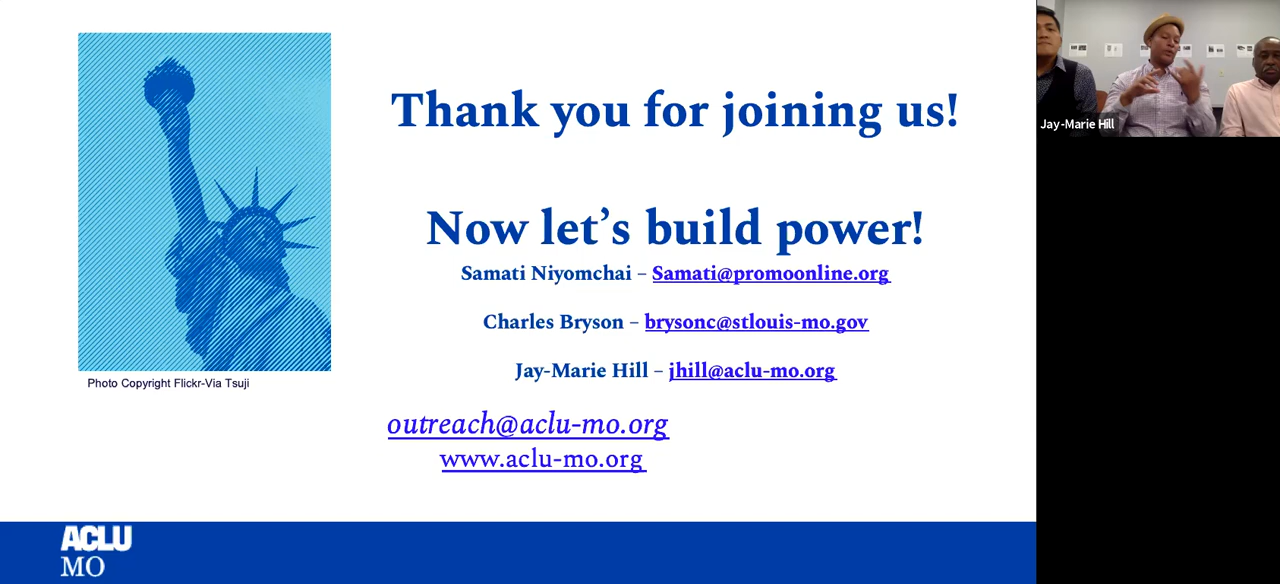 Thank you for joining us!
Now let’s build power!
Samati Niyomchai – Samati@promoonline.org
Charles Bryson – brysonc@stlouis-mo.gov
Jay-Marie Hill – jhill@aclu-mo.org
outreach@aclu-mo.org
www.aclu-mo.org
Photo Copyright Flickr-Via Tsuji
ACLU
MO
Jay-Marie Hill